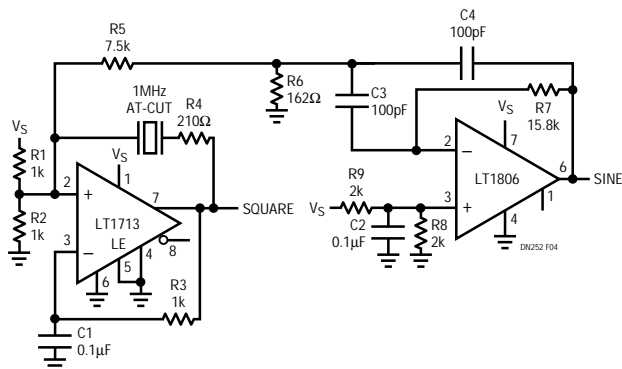 C4
100pF
R5
7.5k
R6
162Ω
C3
100pF
R7
15.8k
1MHz
AT-CUT
R4
210Ω
VS
R1
1k
R2
1k
VS
1
2
+
3
−
LT1713
LE
7
8
4
5
6
SQUARE
R3
1k
C1
0.1µF
VS
7
2
−
3
+
LT1806
6
1
4
SINE
VS
R9
2k
C2
0.1µF
R8
2k
DN252 F04